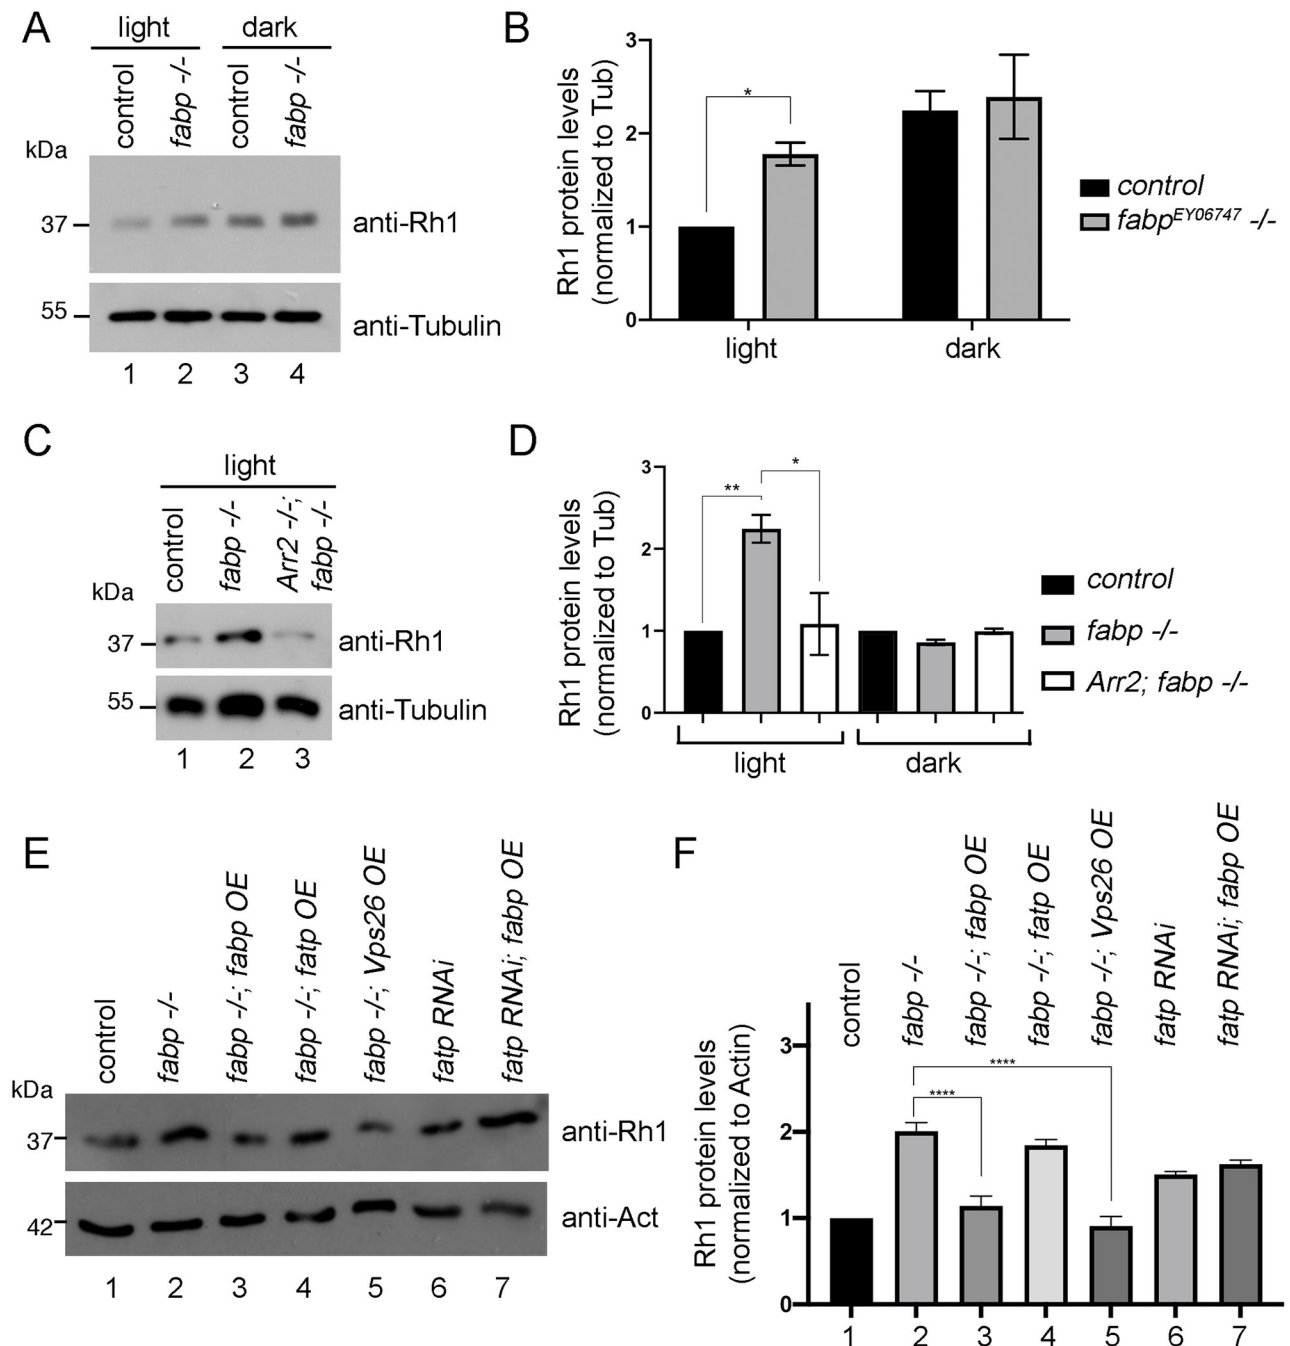 A
light dark
control
fabp -/-
control
fabp -/-
kDa
37
anti-Rh1
55
anti-Tubulin
1 2 3 4
B
Rh1 protein levels
(normalized to Tub)
3
2
1
0
*
light dark
control
fabpEY06747 -/-
C
light
control
fabp -/-
Arr2 -/-;
fabp -/-
kDa
37
anti-Rh1
55
anti-Tubulin
1 2 3
D
Rh1 protein levels
(normalized to Tub)
3
2
1
0
**
*
light dark
control
fabp -/-
Arr2; fabp -/-
E
control
fabp -/-
fabp -/-; fabp OE
fabp -/-; fatp OE
fabp -/-; Vps26 OE
fatp RNAi
fatp RNAi; fabp OE
kDa
37
anti-Rh1
42
anti-Act
1 2 3 4 5 6 7
F
control
fabp -/-
fabp -/-; fabp OE
fabp -/-; fatp OE
fabp -/-; Vps26 OE
fatp RNAi
fatp RNAi; fabp OE
Rh1 protein levels
(normalized to Actin)
3
2
1
0
****
****
1 2 3 4 5 6 7